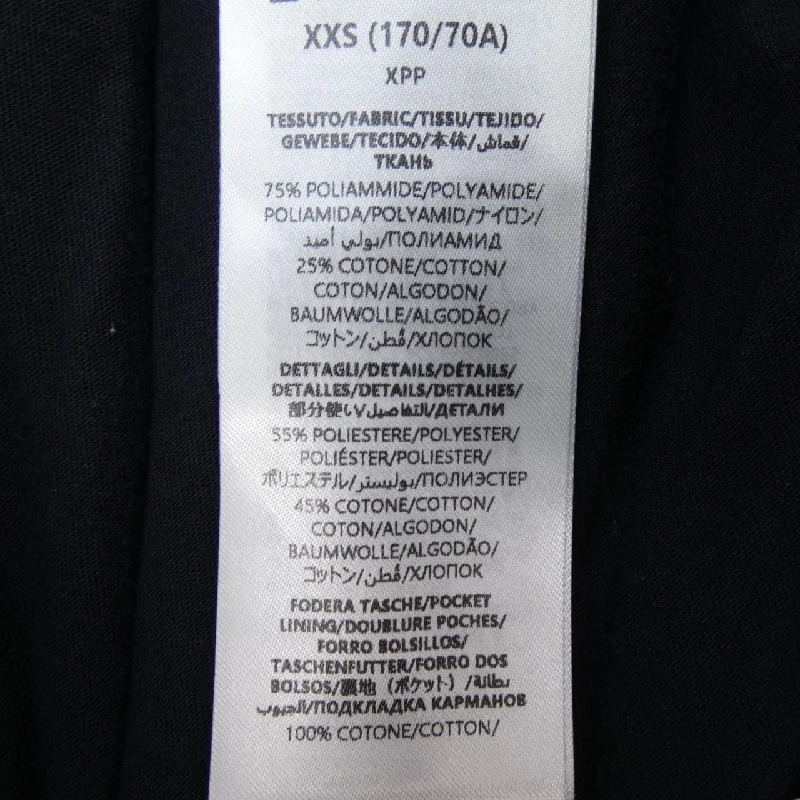 XXS (170/70A)
XPP
TESSUTO/FABRIC/TISSU/TEJIDO/
GEWEBE/TECIDO/本体/قماش/
ТКАНЬ
75% POLIAMMIDE/POLYAMIDE/
POLIAMIDA/POLYAMID/ナイロン/
بولي أميد/ПОЛИАМИД
25% COTONE/COTTON/
COTON/ALGODON/
BAUMWOLLE/ALGODÃO/
コットン/قُطن/ХЛОПОК
DETTAGLI/DETAILS/DÉTAILS/
DETALLES/DETAILS/DETALHES/
部分使い/التفاصيل/ДЕТАЛИ
55% POLIESTERE/POLYESTER/
POLIÉSTER/POLIESTER/
ポリエステル/بوليستر/ПОЛИЭСТЕР
45% COTONE/COTTON/
COTON/ALGODON/
BAUMWOLLE/ALGODÃO/
コットン/قُطن/ХЛОПОК
FODERA TASCHE/POCKET
LINING/DOUBLURE POCHES/
FORRO BOLSILLOS/
TASCHENFUTTER/FORRO DOS
BOLSOS/裏地 (ポケット) /بطانة
الجيوب/ПОДКЛАДКА КАРМАНОВ
100% COTONE/COTTON/